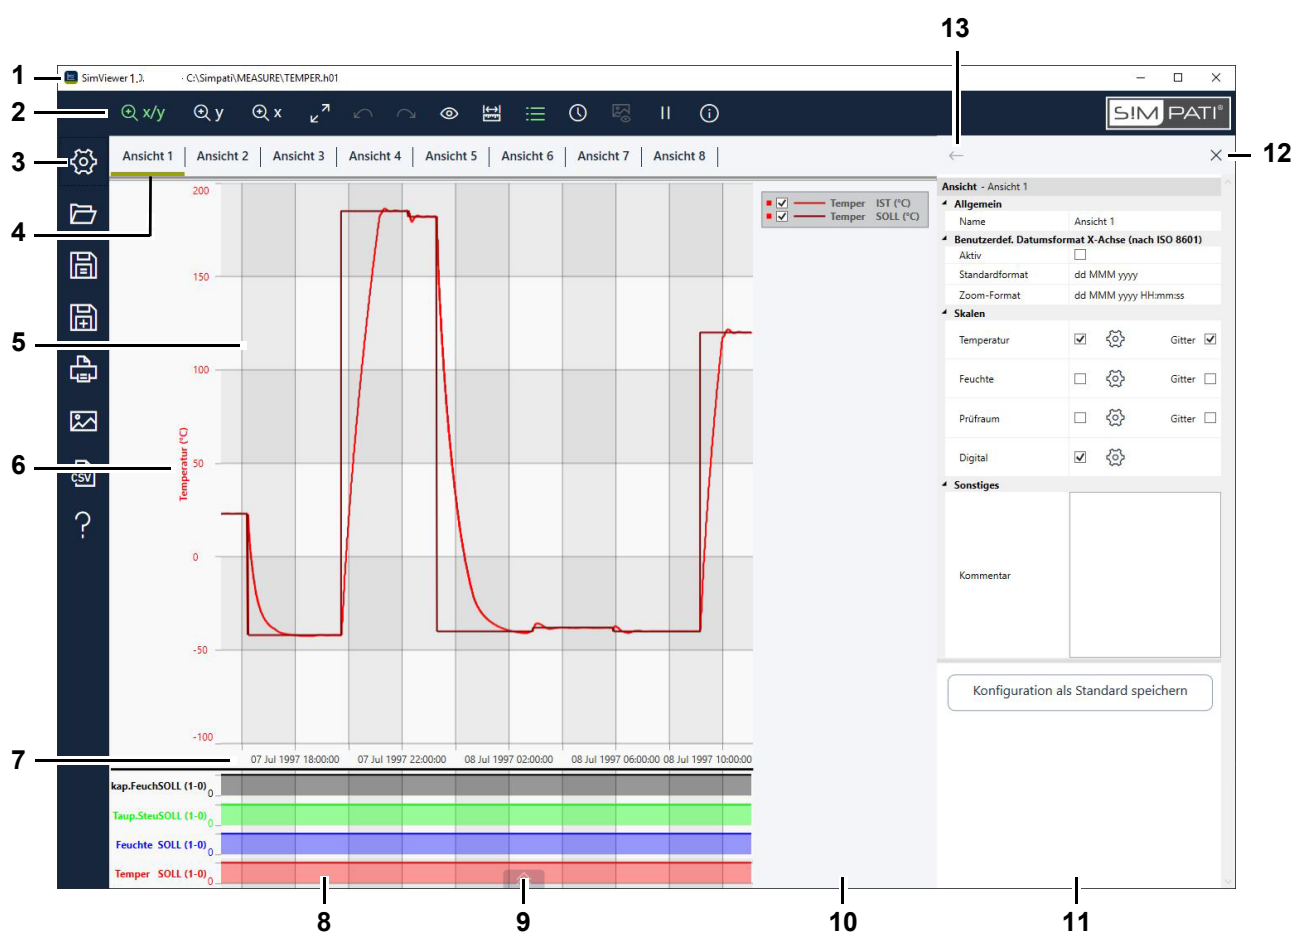 13
1
SimViewer 1.0. - C:\Simpati\MEASURE\TEMPER.h01
2
x/y y x
S!M PATI®
3
Ansicht 1 Ansicht 2 Ansicht 3 Ansicht 4 Ansicht 5 Ansicht 6 Ansicht 7 Ansicht 8
12
4
200
150
100
50
0
-50
-100
Temperatur (°C)
Temper IST (°C)
Temper SOLL (°C)
Ansicht - Ansicht 1
Allgemein
Name Ansicht 1
Benutzerdef. Datumsformat X-Achse (nach ISO 8601)
Aktiv
Standardformat dd MMM yyyy
Zoom-Format dd MMM yyyy HH:mm:ss
Skalen
Temperatur Gitter
Feuchte Gitter
Prüfraum Gitter
Digital
Sonstiges
Kommentar
Konfiguration als Standard speichern
5
6
CSV
7
07 Jul 1997 18:00:00 07 Jul 1997 22:00:00 08 Jul 1997 02:00:00 08 Jul 1997 06:00:00 08 Jul 1997 10:00:00
kap.FeuchSOLL (1-0) 0
Taup.SteuSOLL (1-0) 0
Feuchte SOLL (1-0) 0
Temper SOLL (1-0) 0
8
9
10
11